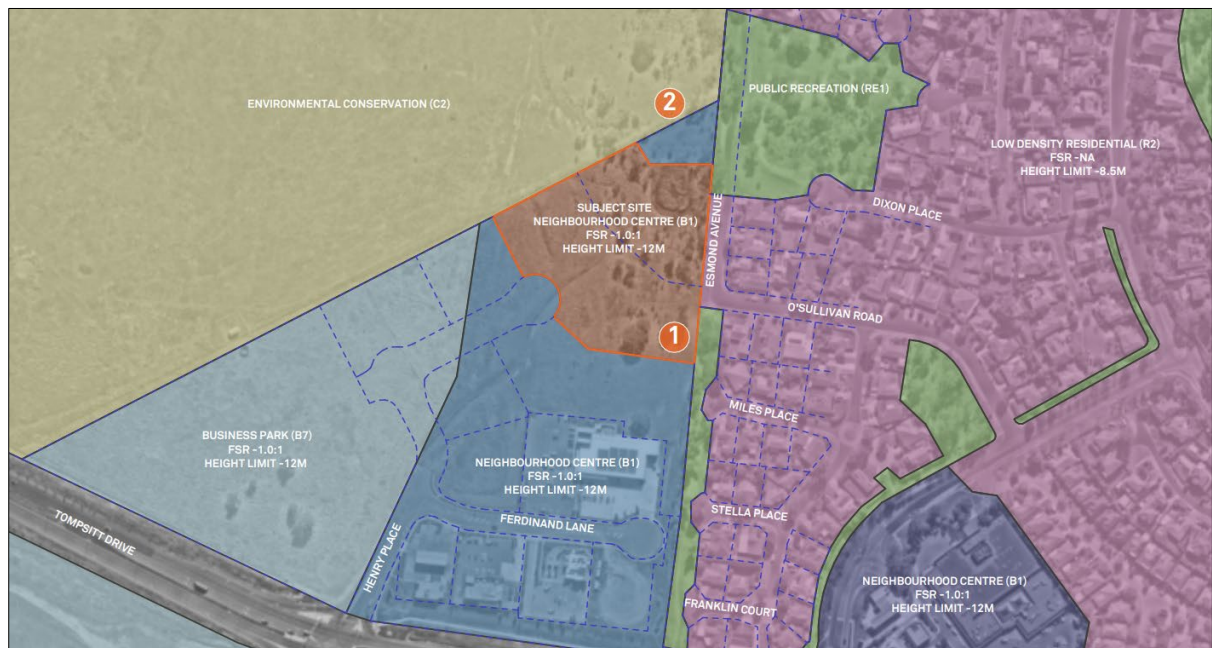 ENVIRONMENTAL CONSERVATION (C2)
2
PUBLIC RECREATION (RE1)
LOW DENSITY RESIDENTIAL (R2)
FSR -NA
HEIGHT LIMIT -8.5M
DIXON PLACE
SUBJECT SITE
NEIGHBOURHOOD CENTRE (B1)
FSR -1.0:1
HEIGHT LIMIT -12M
ESMOND AVENUE
O'SULLIVAN ROAD
1
MILES PLACE
BUSINESS PARK (B7)
FSR -1.0:1
HEIGHT LIMIT -12M
NEIGHBOURHOOD CENTRE (B1)
FSR -1.0:1
HEIGHT LIMIT -12M
STELLA PLACE
FERDINAND LANE
TOMPSITT DRIVE
HENRY PLACE
NEIGHBOURHOOD CENTRE (B1)
FSR -1.0:1
HEIGHT LIMIT -12M
FRANKLIN COURT